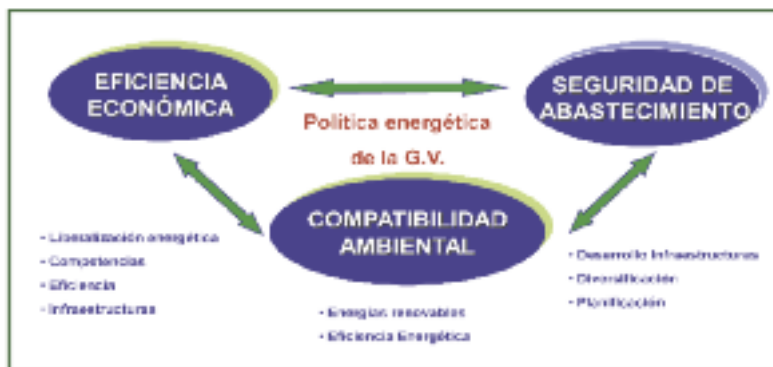 EFICIENCIA
ECONÓMICA
SEGURIDAD DE
ABASTECIMIENTO
Política energética
de la G.V.
COMPATIBILIDAD
AMBIENTAL
• Liberalización energética
• Competencias
• Eficiencia
• Infraestructuras
• Energías renovables
• Eficiencia Energética
• Desarrollo Infraestructuras
• Diversificación
• Planificación